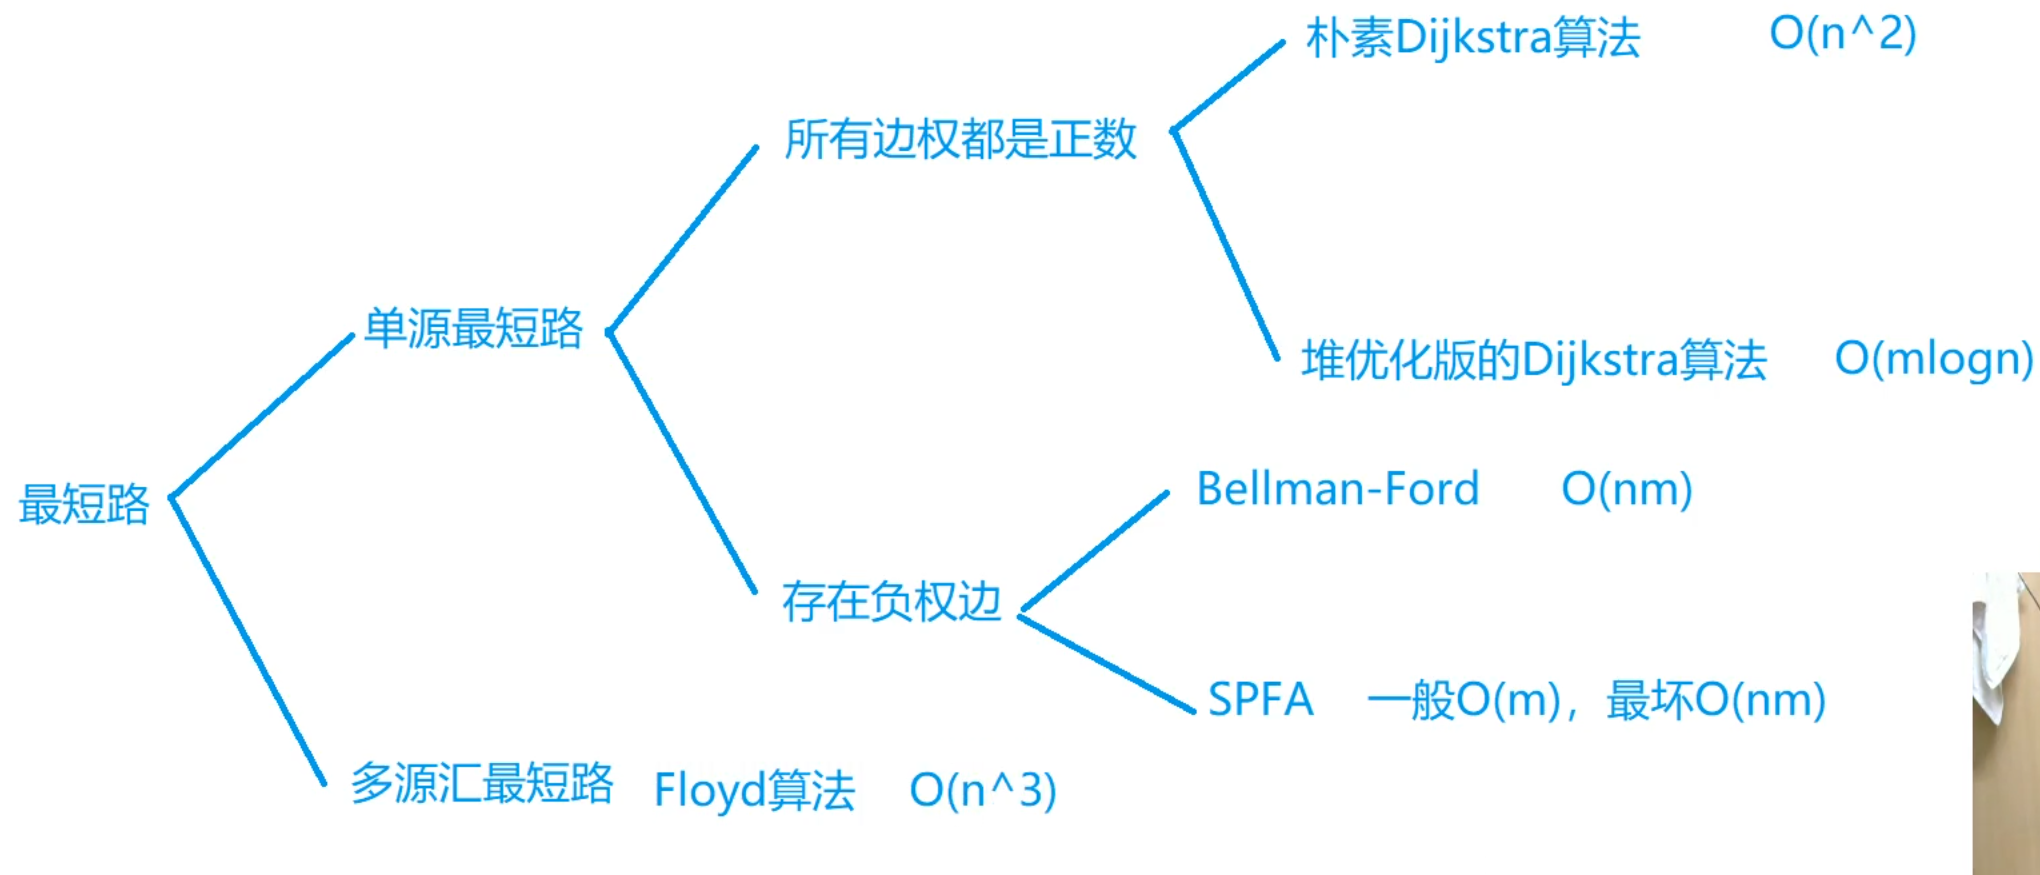 朴素Dijkstra算法 O(n^2)
所有边权都是正数
单源最短路
堆优化版的Dijkstra算法 O(mlogn)
Bellman-Ford O(nm)
最短路
存在负权边
SPFA 一般O(m)，最坏O(nm)
多源汇最短路 Floyd算法 O(n^3)